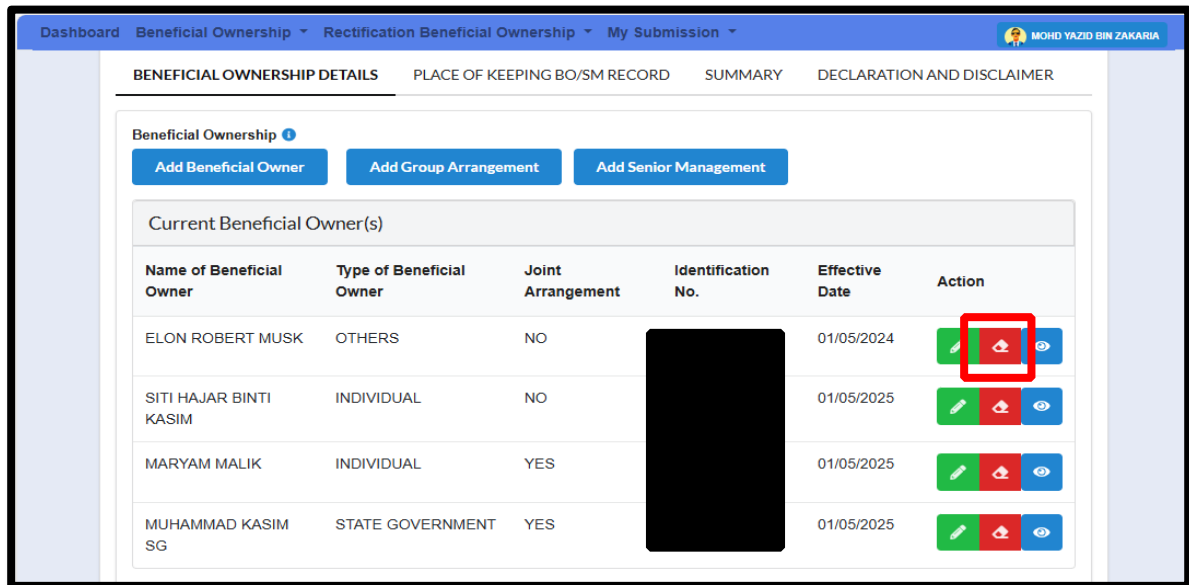 Dashboard Beneficial Ownership Rectification Beneficial Ownership My Submission MOHD YAZID BIN ZAKARIA
BENEFICIAL OWNERSHIP DETAILS PLACE OF KEEPING BO/SM RECORD SUMMARY DECLARATION AND DISCLAIMER
Beneficial Ownership
Add Beneficial Owner Add Group Arrangement Add Senior Management
Current Beneficial Owner(s)
Name of Beneficial Type of Beneficial Joint Identification Effective Action
Owner Owner Arrangement No. Date
ELON ROBERT MUSK OTHERS NO 01/05/2024
SITI HAJAR BINTI INDIVIDUAL NO 01/05/2025
KASIM
MARYAM MALIK INDIVIDUAL YES 01/05/2025
MUHAMMAD KASIM STATE GOVERNMENT YES 01/05/2025
SG